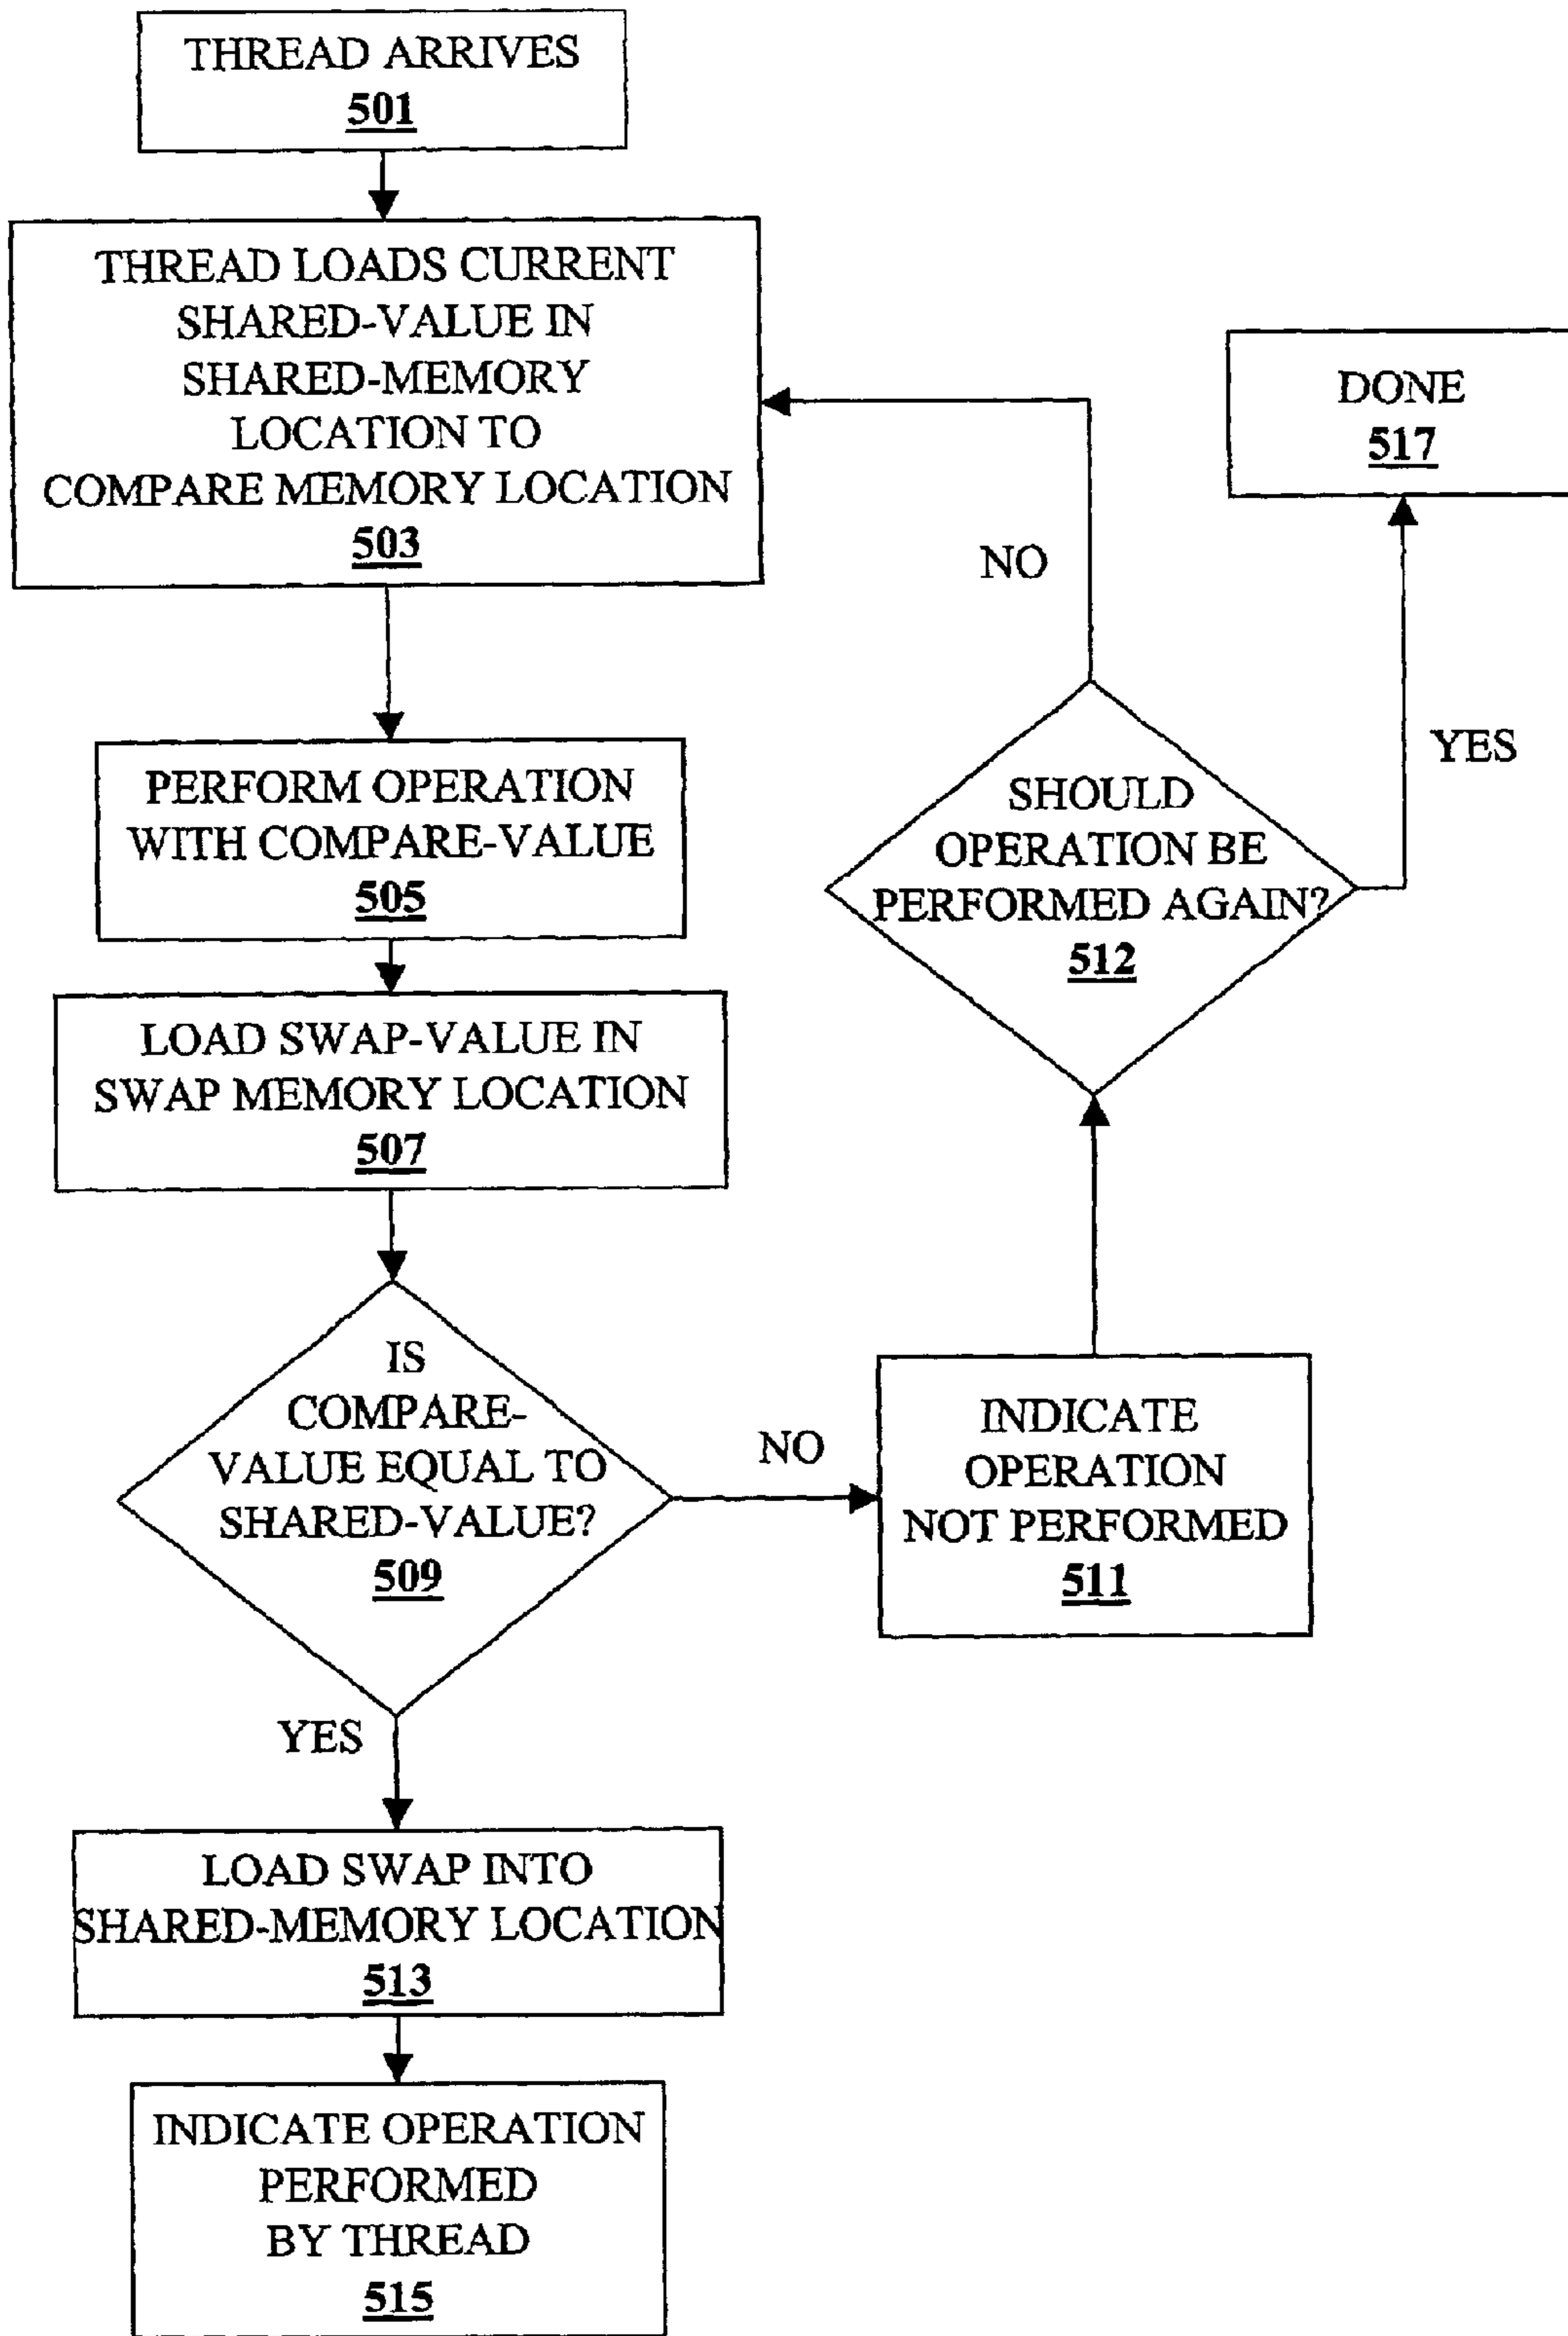 THREAD ARRIVES
501
THREAD LOADS CURRENT
SHARED-VALUE IN
SHARED-MEMORY
LOCATION TO
COMPARE MEMORY LOCATION
503
PERFORM OPERATION
WITH COMPARE-VALUE
505
LOAD SWAP-VALUE IN
SWAP MEMORY LOCATION
507
IS
COMPARE-
VALUE EQUAL TO
SHARED-VALUE?
509
NO
INDICATE
OPERATION
NOT PERFORMED
511
SHOULD
OPERATION BE
PERFORMED AGAIN?
512
NO
YES
DONE
517
YES
LOAD SWAP INTO
SHARED-MEMORY LOCATION
513
INDICATE OPERATION
PERFORMED
BY THREAD
515